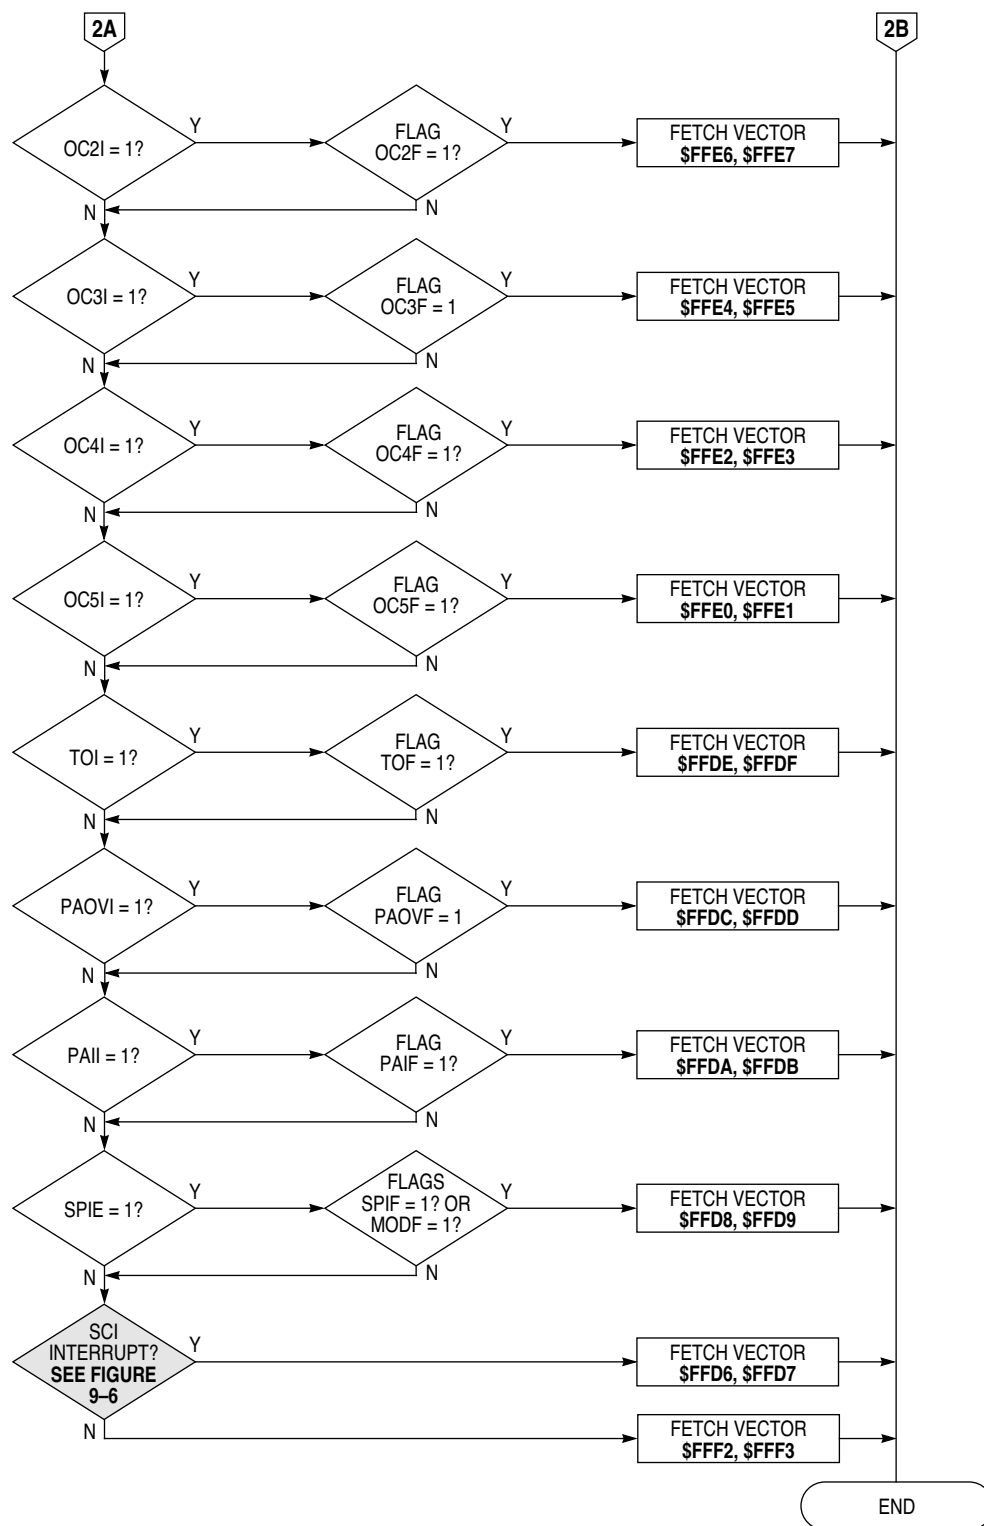 2A
2B
OC2I = 1?
Y
FLAG
OC2F = 1?
Y
FETCH VECTOR
$FFE6, $FFE7
N
N
OC3I = 1?
Y
FLAG
OC3F = 1
Y
FETCH VECTOR
$FFE4, $FFE5
N
N
OC4I = 1?
Y
FLAG
OC4F = 1?
Y
FETCH VECTOR
$FFE2, $FFE3
N
N
OC5I = 1?
Y
FLAG
OC5F = 1?
Y
FETCH VECTOR
$FFE0, $FFE1
N
N
TOI = 1?
Y
FLAG
TOF = 1?
Y
FETCH VECTOR
$FFDE, $FFDF
N
N
PAOVI = 1?
Y
FLAG
PAOVF = 1
Y
FETCH VECTOR
$FFDC, $FFDD
N
N
PAII = 1?
Y
FLAG
PAIF = 1?
Y
FETCH VECTOR
$FFDA, $FFDB
N
N
SPIE = 1?
Y
FLAGS
SPIF = 1? OR
MODF = 1?
Y
FETCH VECTOR
$FFD8, $FFD9
N
N
SCI
INTERRUPT?
SEE FIGURE
9–6
Y
FETCH VECTOR
$FFD6, $FFD7
N
FETCH VECTOR
$FFF2, $FFF3
END